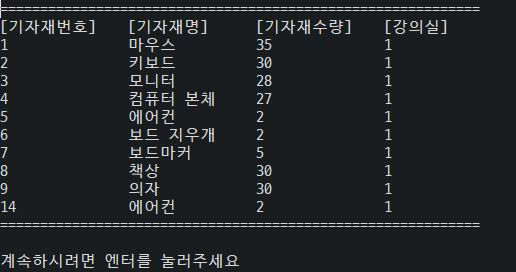 ============================================================
[기자재번호] [기자재명] [기자재수량] [강의실]
1 마우스 35 1
2 키보드 30 1
3 모니터 28 1
4 컴퓨터 본체 27 1
5 에어컨 2 1
6 보드 지우개 2 1
7 보드마커 5 1
8 책상 30 1
9 의자 30 1
14 에어컨 2 1
============================================================
계속하시려면 엔터를 눌러주세요